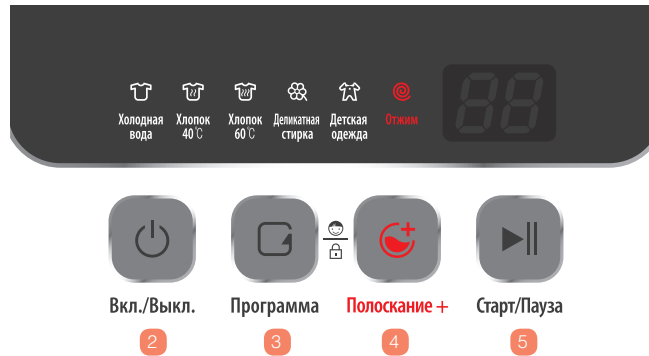 Холодная вода
Хлопок 40℃
Хлопок 60℃
Деликатная стирка
Детская одежда
Отжим
88
Вкл./Выкл.
Программа
Полоскание +
Старт/Пауза
2
3
4
5